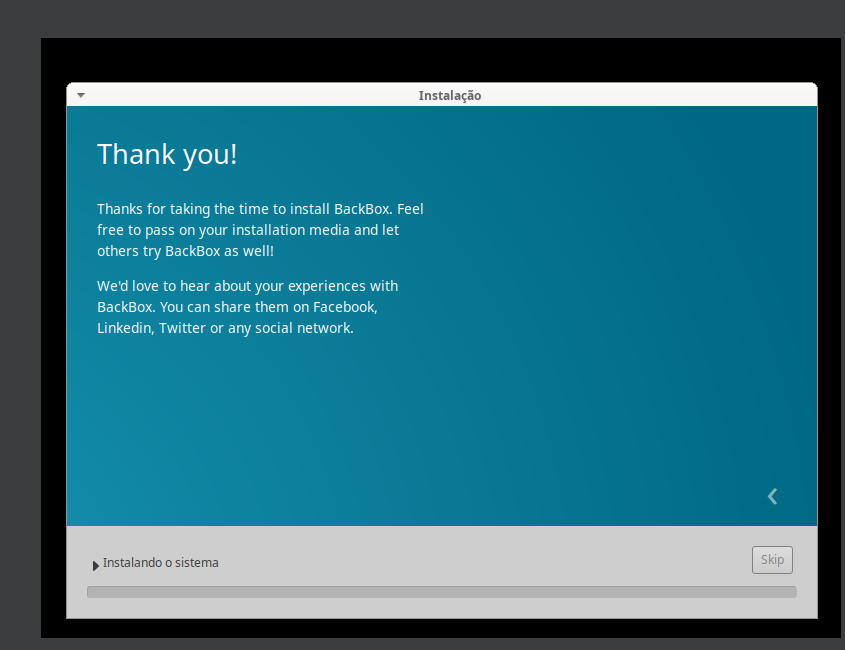 Instalação
Thank you!
Thanks for taking the time to install BackBox. Feel
free to pass on your installation media and let
others try BackBox as well!
We'd love to hear about your experiences with
BackBox. You can share them on Facebook,
Linkedin, Twitter or any social network.
Instalando o sistema
Skip